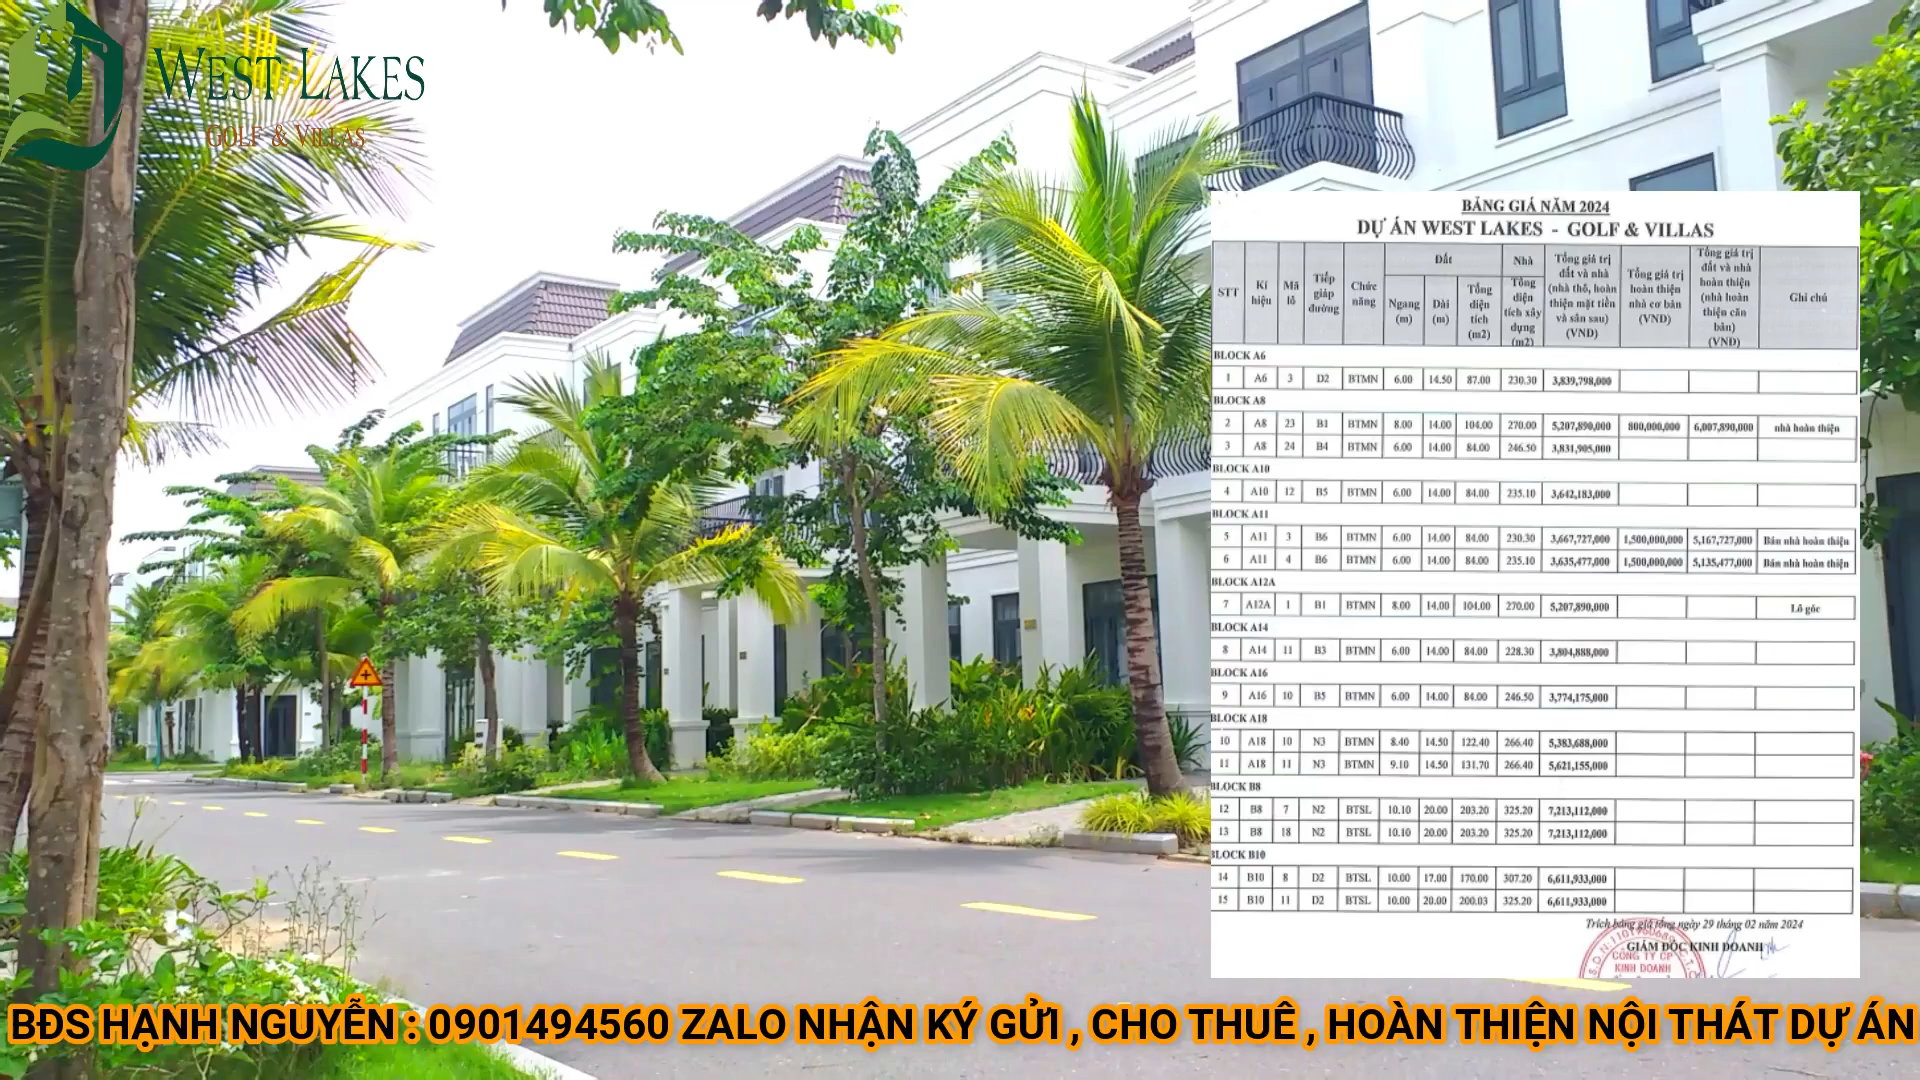 WEST LAKES
GOLF & VILLAS
BẢNG GIÁ NĂM 2024
DỰ ÁN WEST LAKES - GOLF & VILLAS
STT Kí hiệu Mã lô Tiếp giáp đường Chức năng Đất Nhà Tổng giá trị đất và nhà (nhà thô, hoàn thiện mặt tiền và sân sau) (VNĐ) Tổng giá trị hoàn thiện nhà cơ bản (VNĐ) Tổng giá trị đất và nhà hoàn thiện (nhà hoàn thiện căn bản) (VNĐ) Ghi chú
Ngang (m) Dài (m) Tổng diện tích (m2) Tổng diện tích xây dựng (m2)
BLOCK A6
1 A6 3 D2 BTMN 6.00 14.50 87.00 230.30 3,839,798,000
BLOCK A8
2 A8 23 B1 BTMN 8.00 14.00 104.00 270.00 5,207,890,000 800,000,000 6,007,890,000 nhà hoàn thiện
3 A8 24 B4 BTMN 6.00 14.00 84.00 246.50 3,831,905,000
BLOCK A10
4 A10 12 B5 BTMN 6.00 14.00 84.00 235.10 3,642,183,000
BLOCK A11
5 A11 3 B6 BTMN 6.00 14.00 84.00 230.30 3,667,727,000 1,500,000,000 5,167,727,000 Bán nhà hoàn thiện
6 A11 4 B6 BTMN 6.00 14.00 84.00 235.10 3,635,477,000 1,500,000,000 5,135,477,000 Bán nhà hoàn thiện
BLOCK A12A
7 A12A 1 B1 BTMN 8.00 14.00 104.00 270.00 5,207,890,000 Lô góc
BLOCK A14
8 A14 11 B3 BTMN 6.00 14.00 84.00 228.30 3,804,888,000
BLOCK A16
9 A16 10 B5 BTMN 6.00 14.00 84.00 246.50 3,774,175,000
BLOCK A18
10 A18 10 N3 BTMN 8.40 14.50 122.40 266.40 5,383,688,000
11 A18 11 N3 BTMN 9.10 14.50 131.70 266.40 5,621,155,000
BLOCK B8
12 B8 7 N2 BTSL 10.10 20.00 203.20 325.20 7,213,112,000
13 B8 18 N2 BTSL 10.10 20.00 203.20 325.20 7,213,112,000
BLOCK B10
14 B10 8 D2 BTSL 10.00 17.00 170.00 307.20 6,611,933,000
15 B10 11 D2 BTSL 10.00 20.00 200.03 325.20 6,611,933,000
Trích bảng giá tổng ngày 29 tháng 02 năm 2024
GIÁM ĐỐC KINH DOANH
CÔNG TY CP
KINH DOANH
BĐS HẠNH NGUYỄN : 0901494560 ZALO NHẬN KÝ GỬI , CHO THUÊ , HOÀN THIỆN NỘI THÁT DỰ ÁN